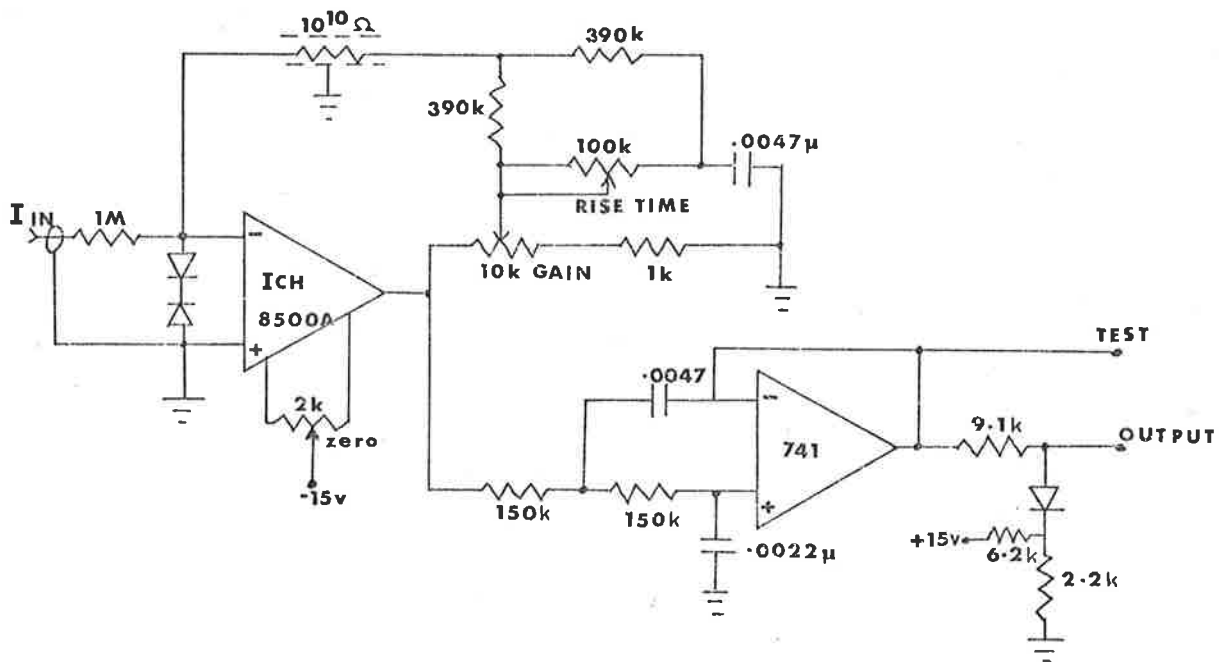 10¹⁰Ω
390k
390k
100k
.0047µ
RISE TIME
I IN
1M
10k GAIN
1k
ICH
8500A
2k
zero
-15v
TEST
.0047
741
9.1k
OUTPUT
150k
150k
.0022µ
+15v
6.2k
2.2k